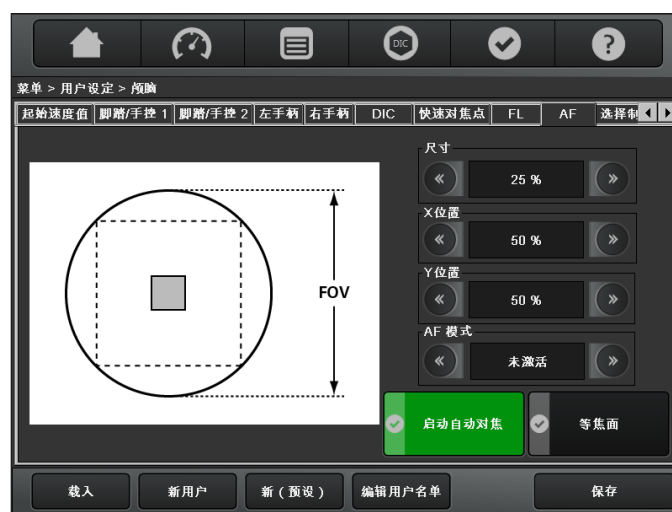 DIC
?
菜单 > 用户设定 > 颅脑
起始速度值 脚踏/手控 1 脚踏/手控 2 左手柄 右手柄 DIC 快速对焦点 FL AF 选择制
尺寸
25 %
X位置
50 %
Y位置
50 %
FOV
AF 模式
未激活
启动自动对焦 等焦面
载入 新用户 新（预设） 编辑用户名单 保存